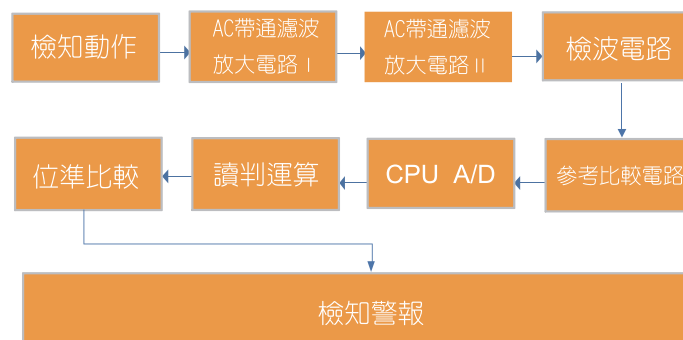 檢知動作
AC帶通濾波
放大電路 I
AC帶通濾波
放大電路 II
檢波電路
參考比較電路
CPU A/D
讀判運算
位準比較
檢知警報